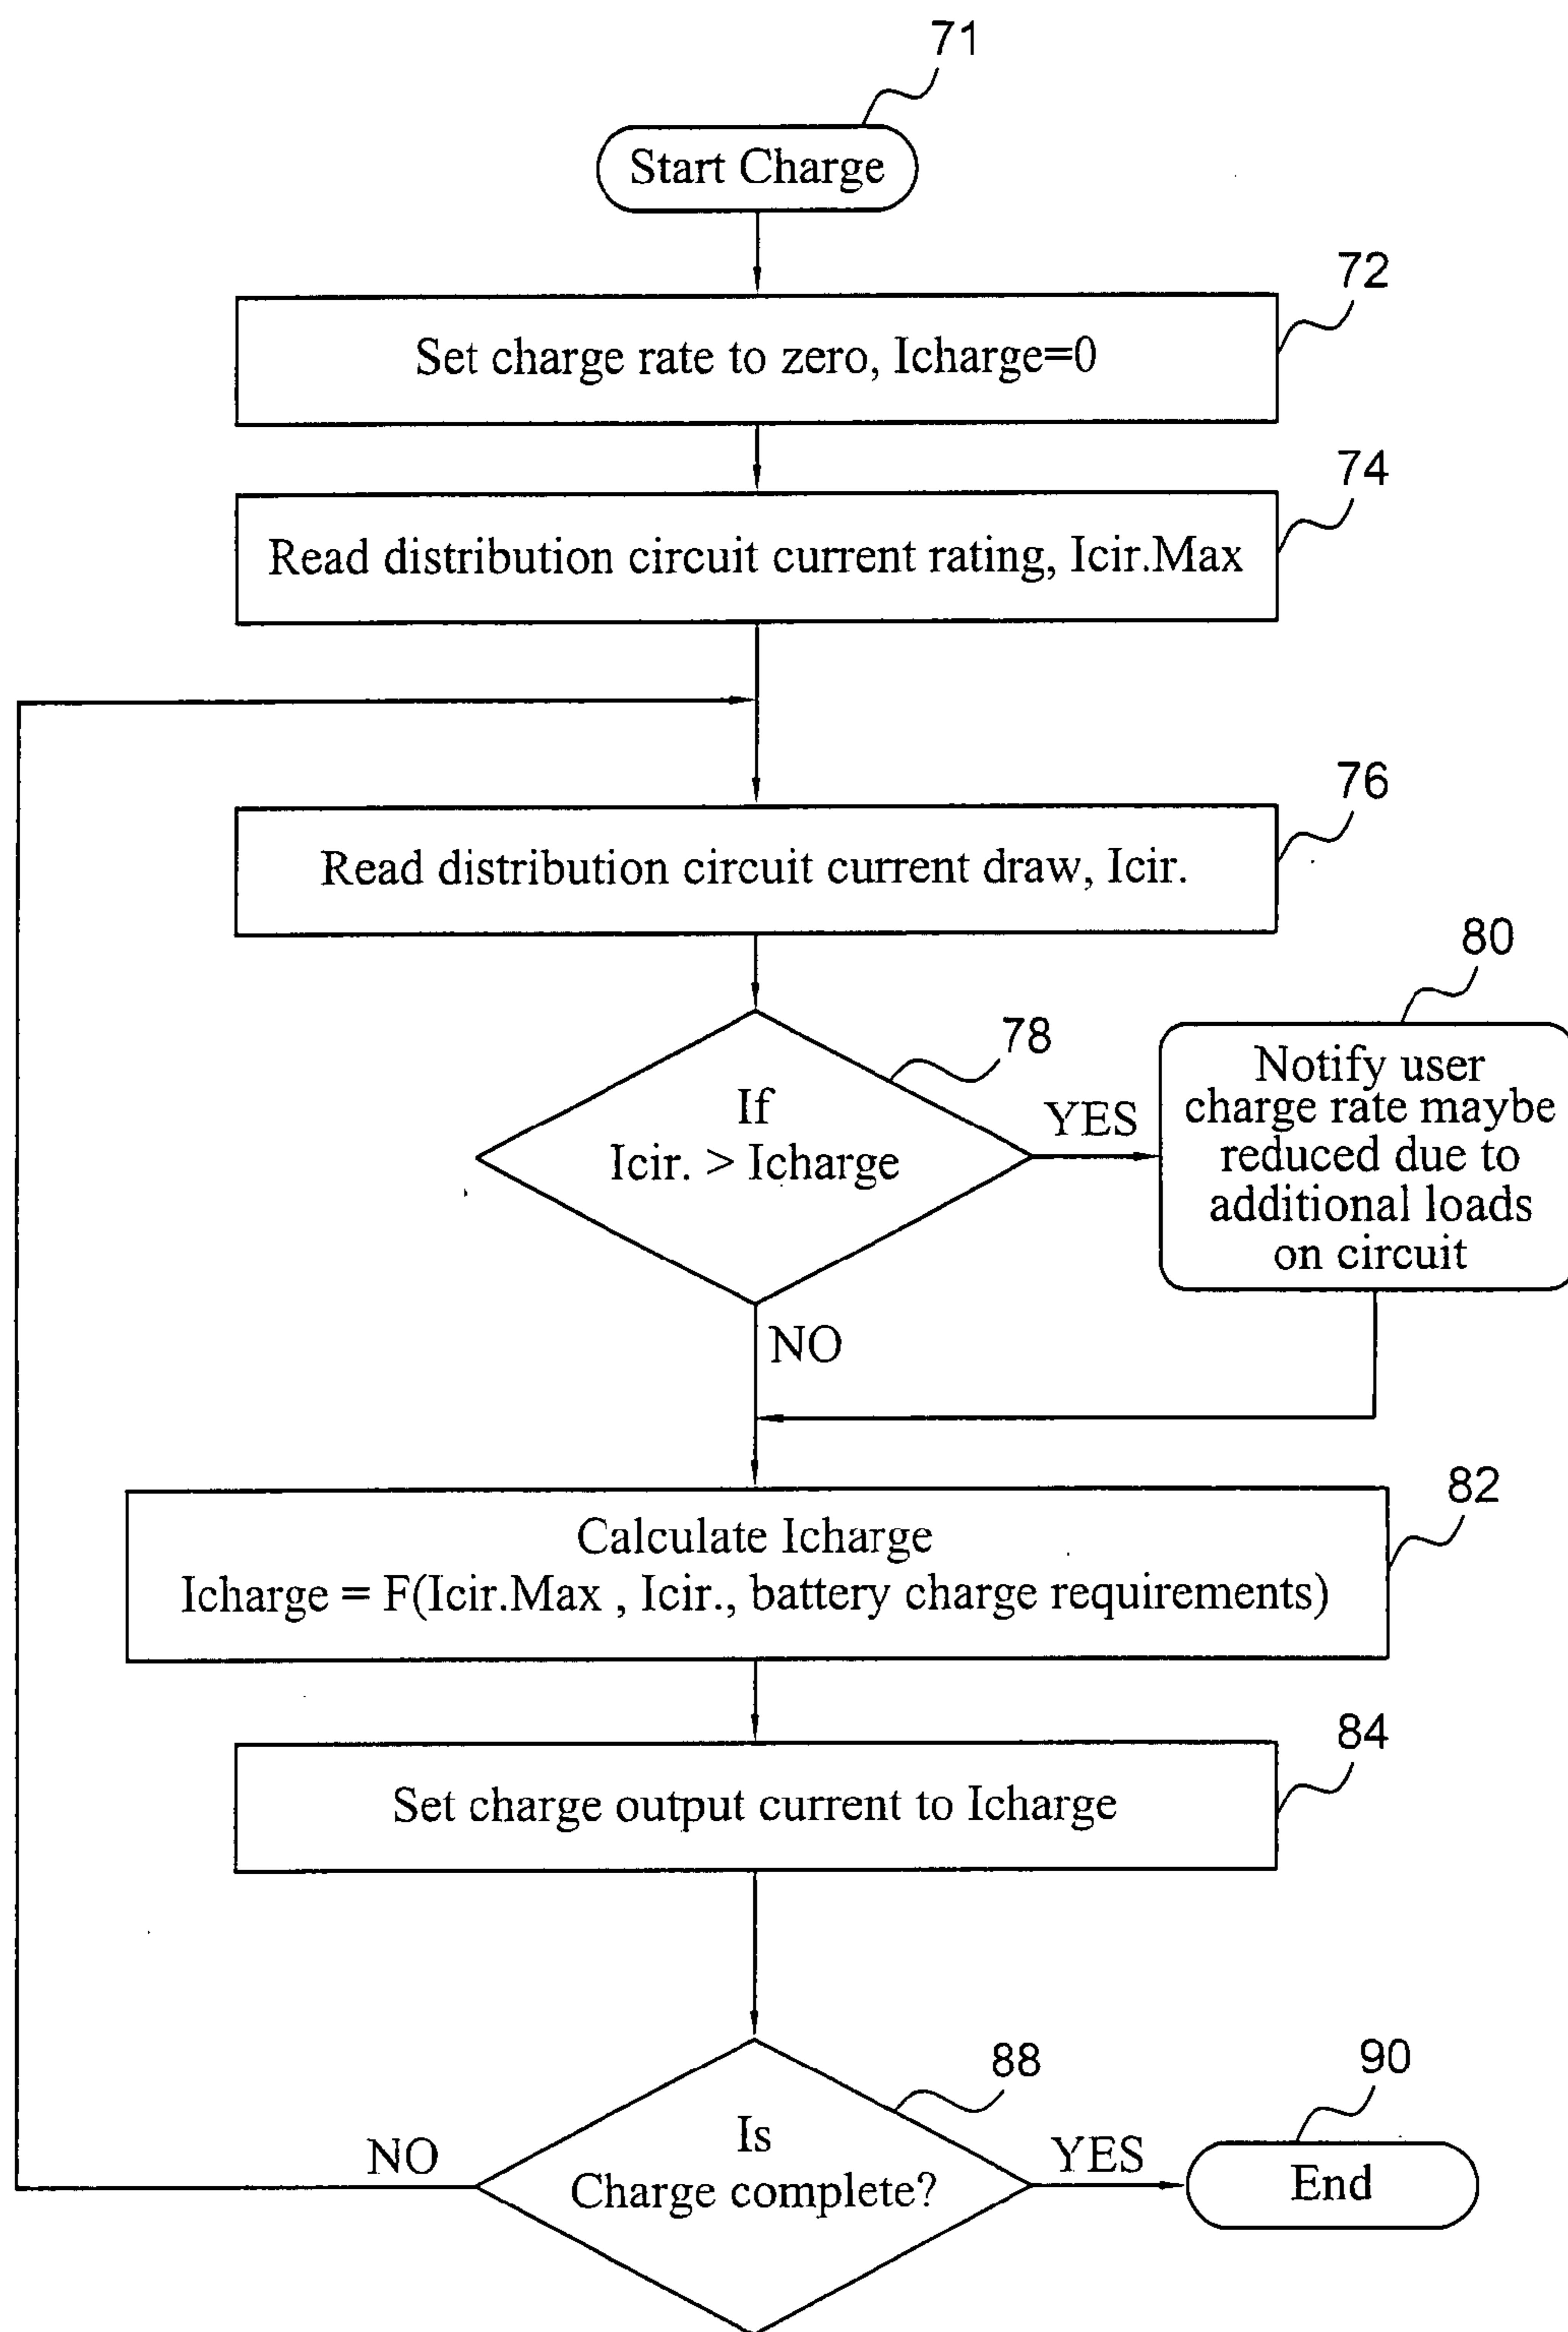 71
Start Charge
72
Set charge rate to zero, Icharge=0
74
Read distribution circuit current rating, Icir.Max
76
Read distribution circuit current draw, Icir.
78
If
Icir. > Icharge
YES
80
Notify user
charge rate maybe
reduced due to
additional loads
on circuit
NO
82
Calculate Icharge
Icharge = F(Icir.Max , Icir., battery charge requirements)
84
Set charge output current to Icharge
88
Is
Charge complete?
NO
YES
90
End